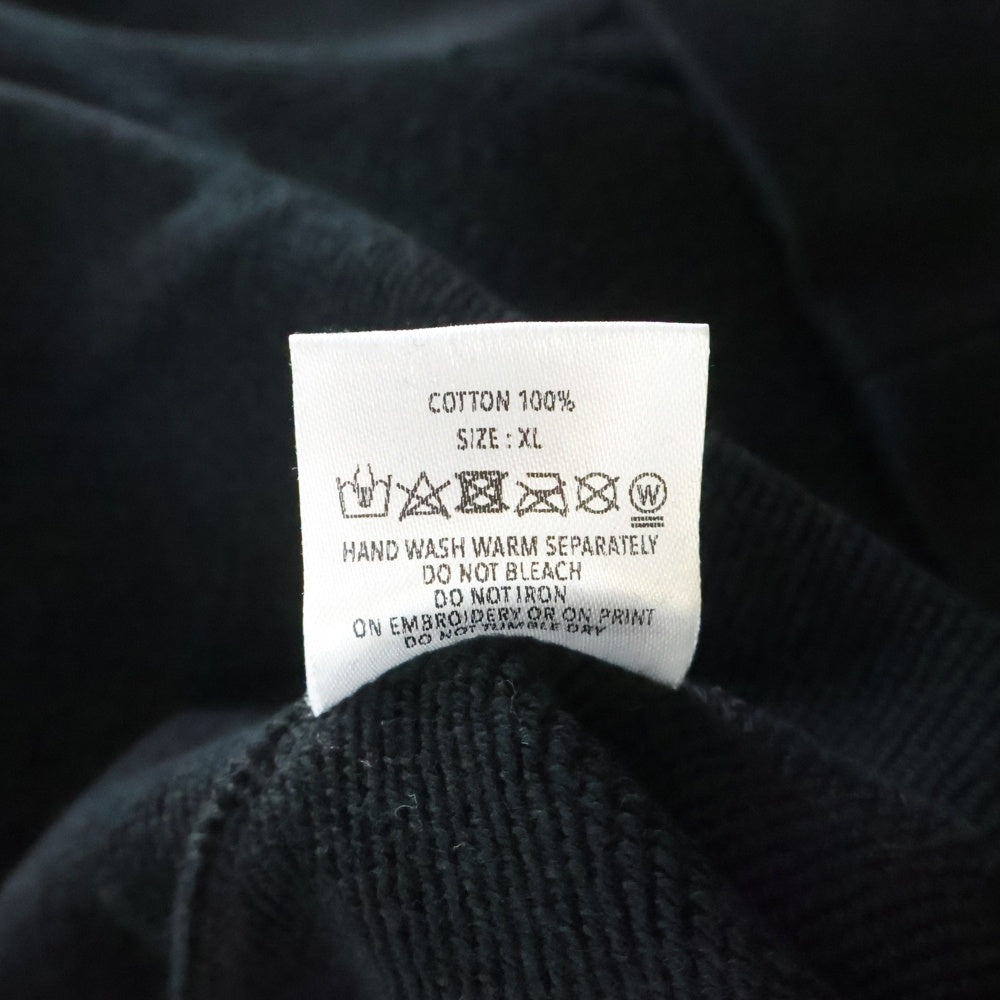 COTTON 100%
SIZE : XL
W
HAND WASH WARM SEPARATELY
DO NOT BLEACH
DO NOT IRON
ON EMBROIDERY OR ON PRINT
DO NOT TUMBLE DRY